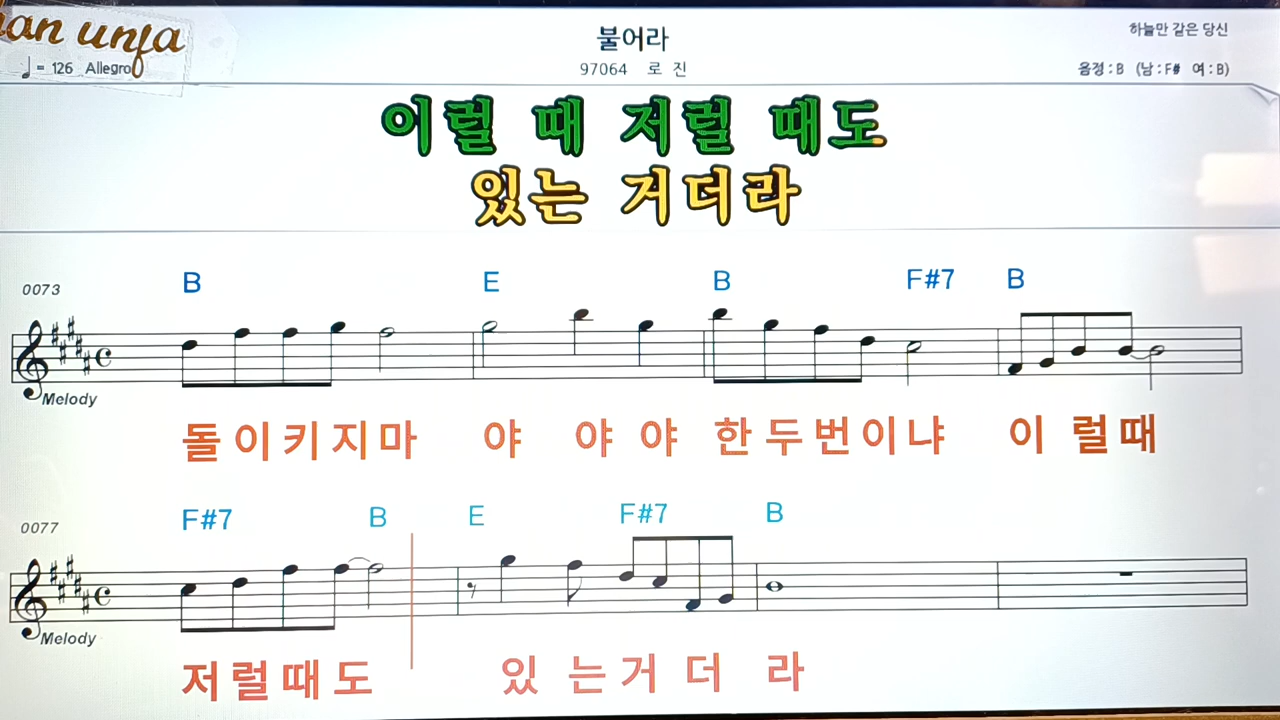 불어라
하늘만 같은 당신
♩= 126 Allegro
97064 로 진
음정 : B (남 : F# 여 : B)
이럴 때 저럴 때도
있는 거더라
0073 B E B F#7 B
Melody
돌이키지마 야 야 야 한두번이냐 이 럴때
0077 F#7 B E F#7 B
Melody
저럴때도 있 는거 더 라